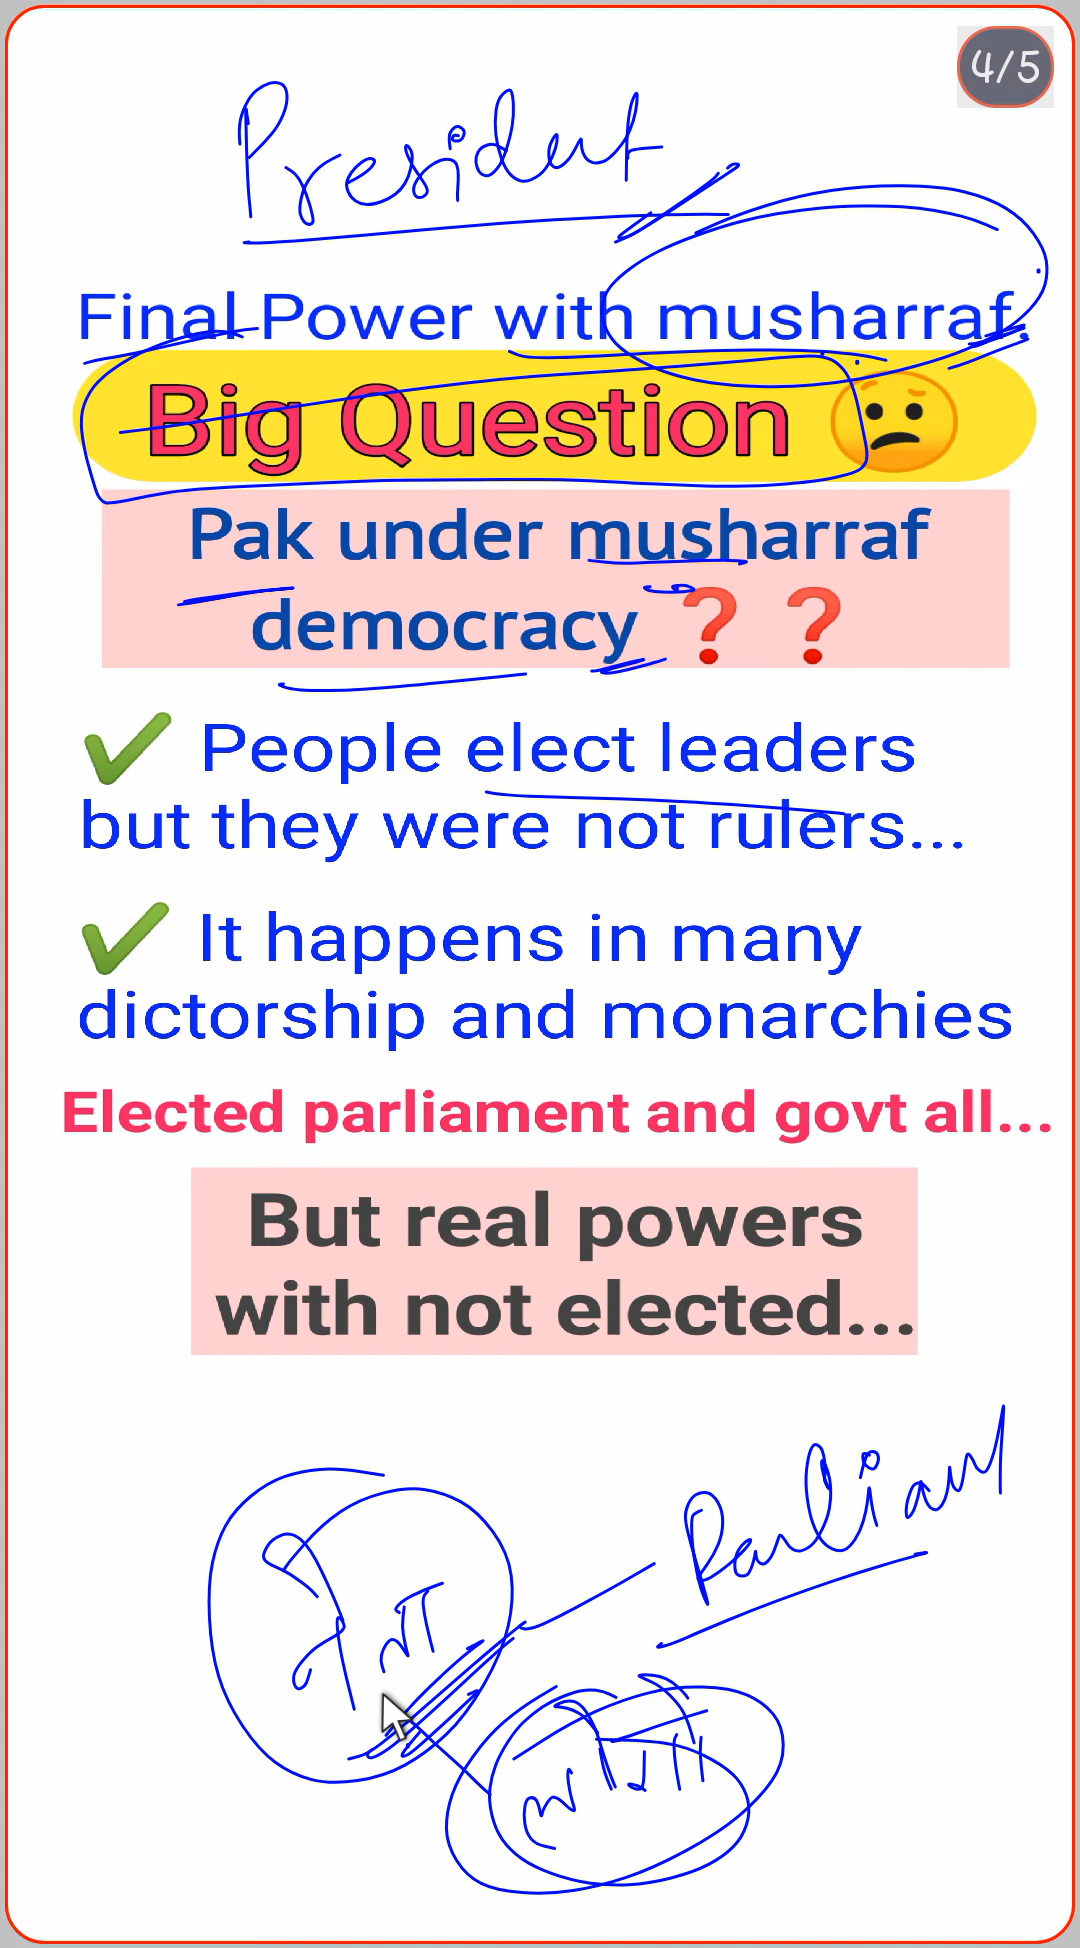 4/5
President
Final Power with musharraf
Big Question
Pak under musharraf
democracy ❓❓
✔ People elect leaders
but they were not rulers...
✔ It happens in many
dictorship and monarchies
Elected parliament and govt all...
But real powers
with not elected...